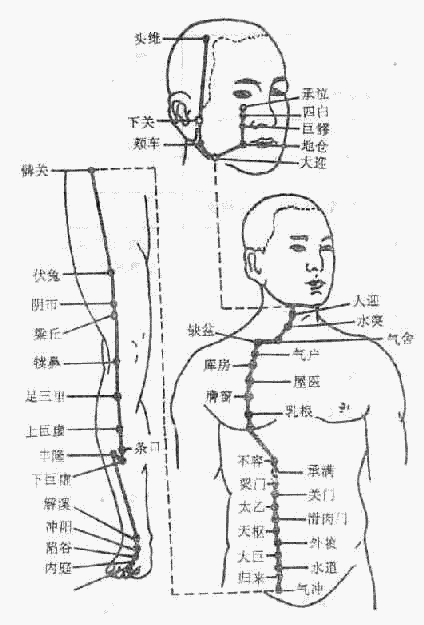 头维
承泣
四白
下关
巨髎
颊车
地仓
大迎
髀关
伏兔
阴市
梁丘
犊鼻
足三里
上巨虚
条口
丰隆
下巨虚
解溪
冲阳
陷谷
内庭
人迎
水突
缺盆
气舍
气户
库房
屋医
膺窗
乳根
不容
承满
梁门
关门
太乙
滑肉门
天枢
外陵
大巨
水道
归来
气冲